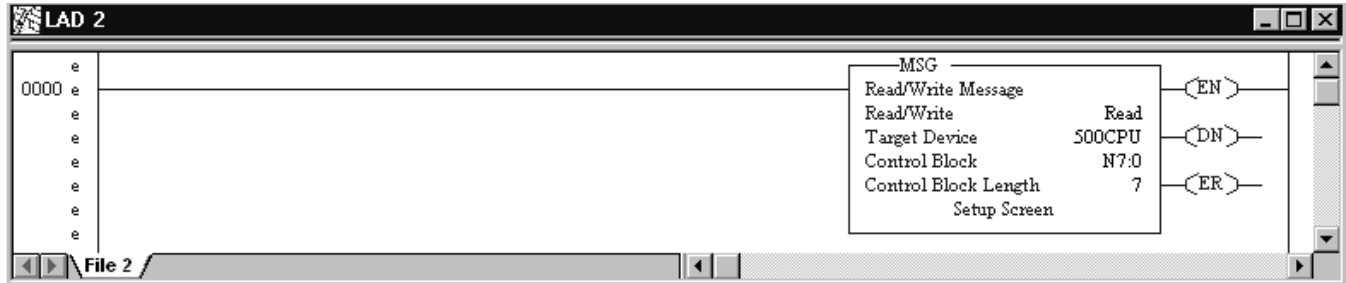 LAD 2
e
MSG
0000 e
Read/Write Message
EN
e
Read/Write Read
e
Target Device 500CPU
DN
e
Control Block N7:0
e
Control Block Length 7
ER
e
Setup Screen
e
File 2